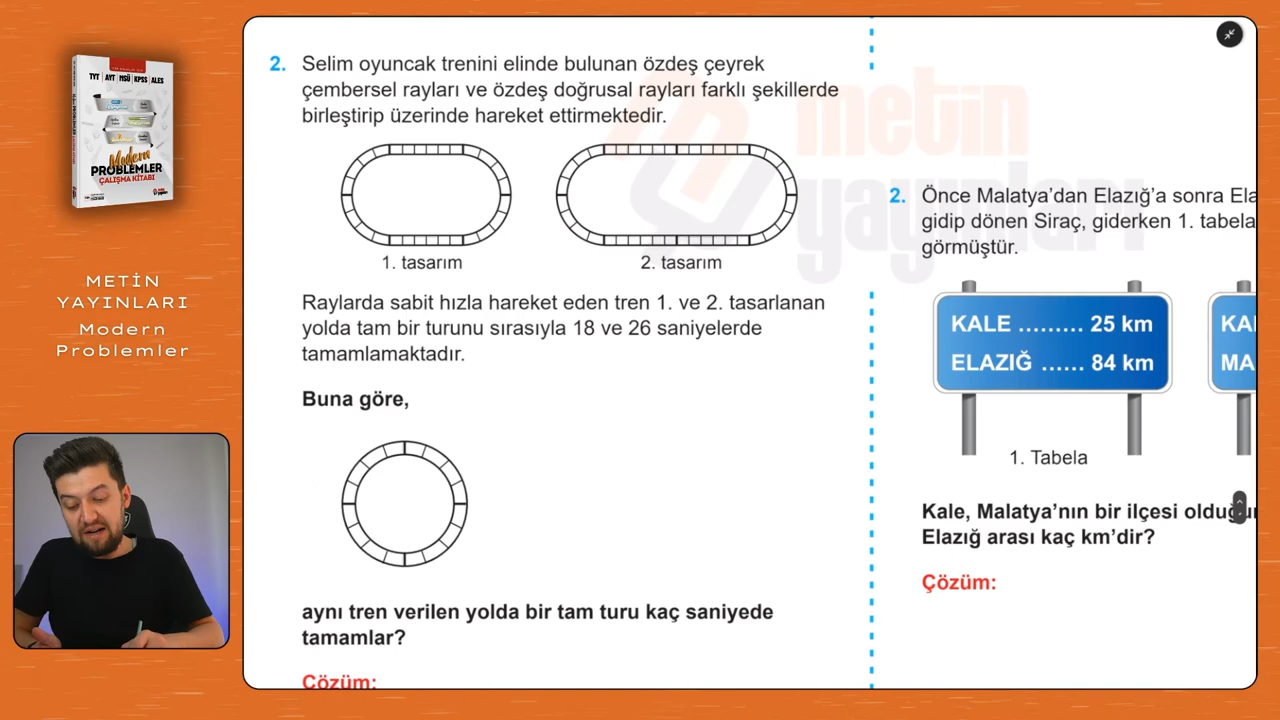 TYT AYT MSÜ KPSS ALES
Modern
PROBLEMLER
ÇALIŞMA KİTABI
METİN
YAYINLARI
Modern
Problemler
metin
yayınları
2. Selim oyuncak trenini elinde bulunan özdeş çeyrek
çembersel rayları ve özdeş doğrusal rayları farklı şekillerde
birleştirip üzerinde hareket ettirmektedir.
1. tasarım
2. tasarım
Raylarda sabit hızla hareket eden tren 1. ve 2. tasarlanan
yolda tam bir turunu sırasıyla 18 ve 26 saniyelerde
tamamlamaktadır.
Buna göre,
aynı tren verilen yolda bir tam turu kaç saniyede
tamamlar?
Çözüm:
2. Önce Malatya'dan Elazığ'a sonra Ela
gidip dönen Siraç, giderken 1. tabela
görmüştür.
KALE ......... 25 km
ELAZIĞ ...... 84 km
KA
MA
1. Tabela
Kale, Malatya'nın bir ilçesi olduğu
Elazığ arası kaç km'dir?
Çözüm: